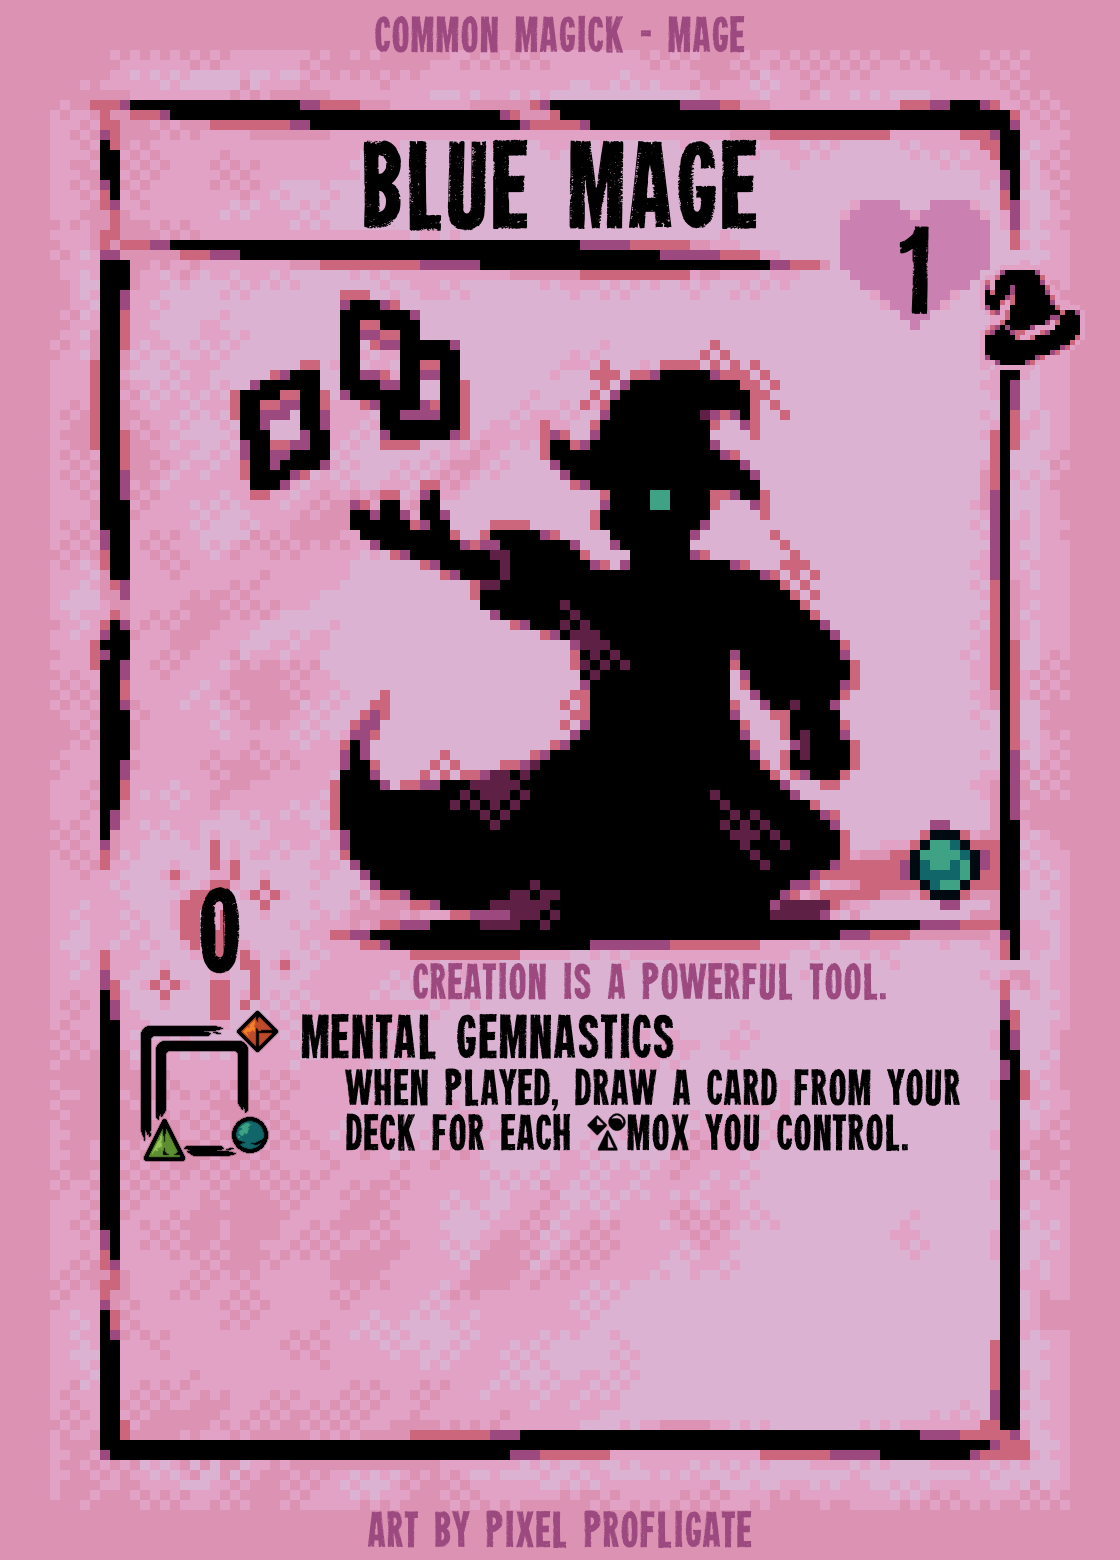 COMMON MAGICK - MAGE
BLUE MAGE
1
0
CREATION IS A POWERFUL TOOL.
MENTAL GEMNASTICS
WHEN PLAYED, DRAW A CARD FROM YOUR
DECK FOR EACH MOX YOU CONTROL.
ART BY PIXEL PROFLIGATE